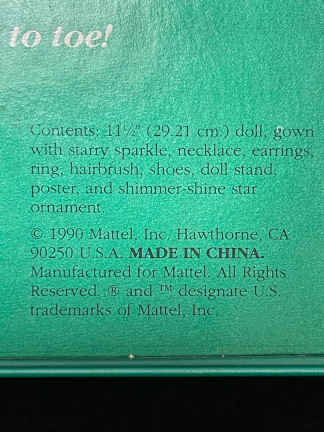 to toe!
Contents: 11½" (29.21 cm.) doll, gown
with starry sparkle, necklace, earrings,
ring, hairbrush, shoes, doll stand,
poster, and shimmer-shine star
ornament.
© 1990 Mattel, Inc. Hawthorne, CA
90250 U.S.A. MADE IN CHINA.
Manufactured for Mattel. All Rights
Reserved. ® and ™ designate U.S.
trademarks of Mattel, Inc.